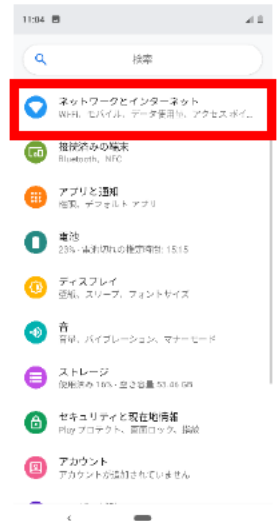 11:04
検索
ネットワークとインターネット
Wi-Fi、モバイル、データ使用量、アクセスポイ...
接続済みの端末
Bluetooth、NFC
アプリと通知
権限、デフォルト アプリ
電池
23% - 電池切れの推定時刻: 15:15
ディスプレイ
壁紙、スリープ、フォントサイズ
音
音量、バイブレーション、マナーモード
ストレージ
使用済み 16% - 空き容量 53.46 GB
セキュリティと現在地情報
Play プロテクト、画面ロック、指紋
アカウント
アカウントが追加されていません